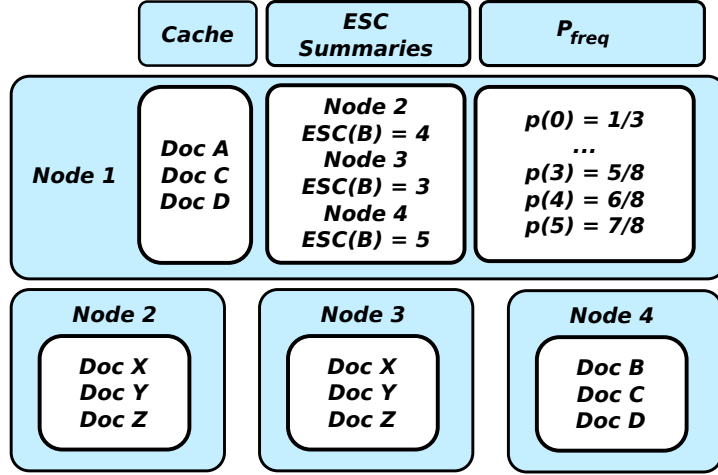 Cache
ESC
Summaries
Pfreq
Node 1
Doc A
Doc C
Doc D
Node 2
ESC(B) = 4
Node 3
ESC(B) = 3
Node 4
ESC(B) = 5
p(0) = 1/3
...
p(3) = 5/8
p(4) = 6/8
p(5) = 7/8
Node 2
Doc X
Doc Y
Doc Z
Node 3
Doc X
Doc Y
Doc Z
Node 4
Doc B
Doc C
Doc D